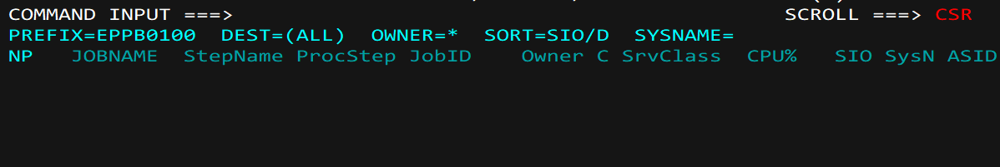 COMMAND INPUT ===> SCROLL ===> CSR
PREFIX=EPPB0100 DEST=(ALL) OWNER=* SORT=SIO/D SYSNAME=
NP JOBNAME StepName ProcStep JobID Owner C SrvClass CPU% SIO SysN ASID